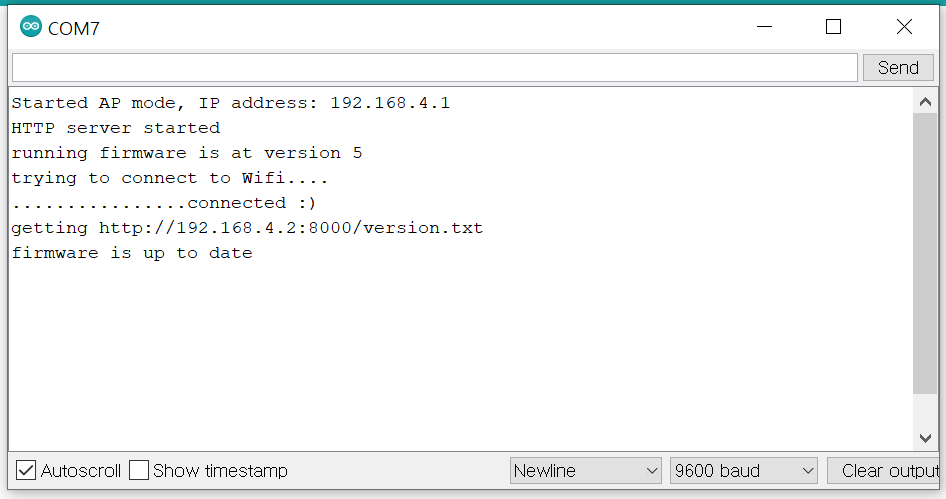 COM7
Send
Started AP mode, IP address: 192.168.4.1
HTTP server started
running firmware is at version 5
trying to connect to Wifi....
................connected :)
getting http://192.168.4.2:8000/version.txt
firmware is up to date
Autoscroll Show timestamp Newline 9600 baud Clear output